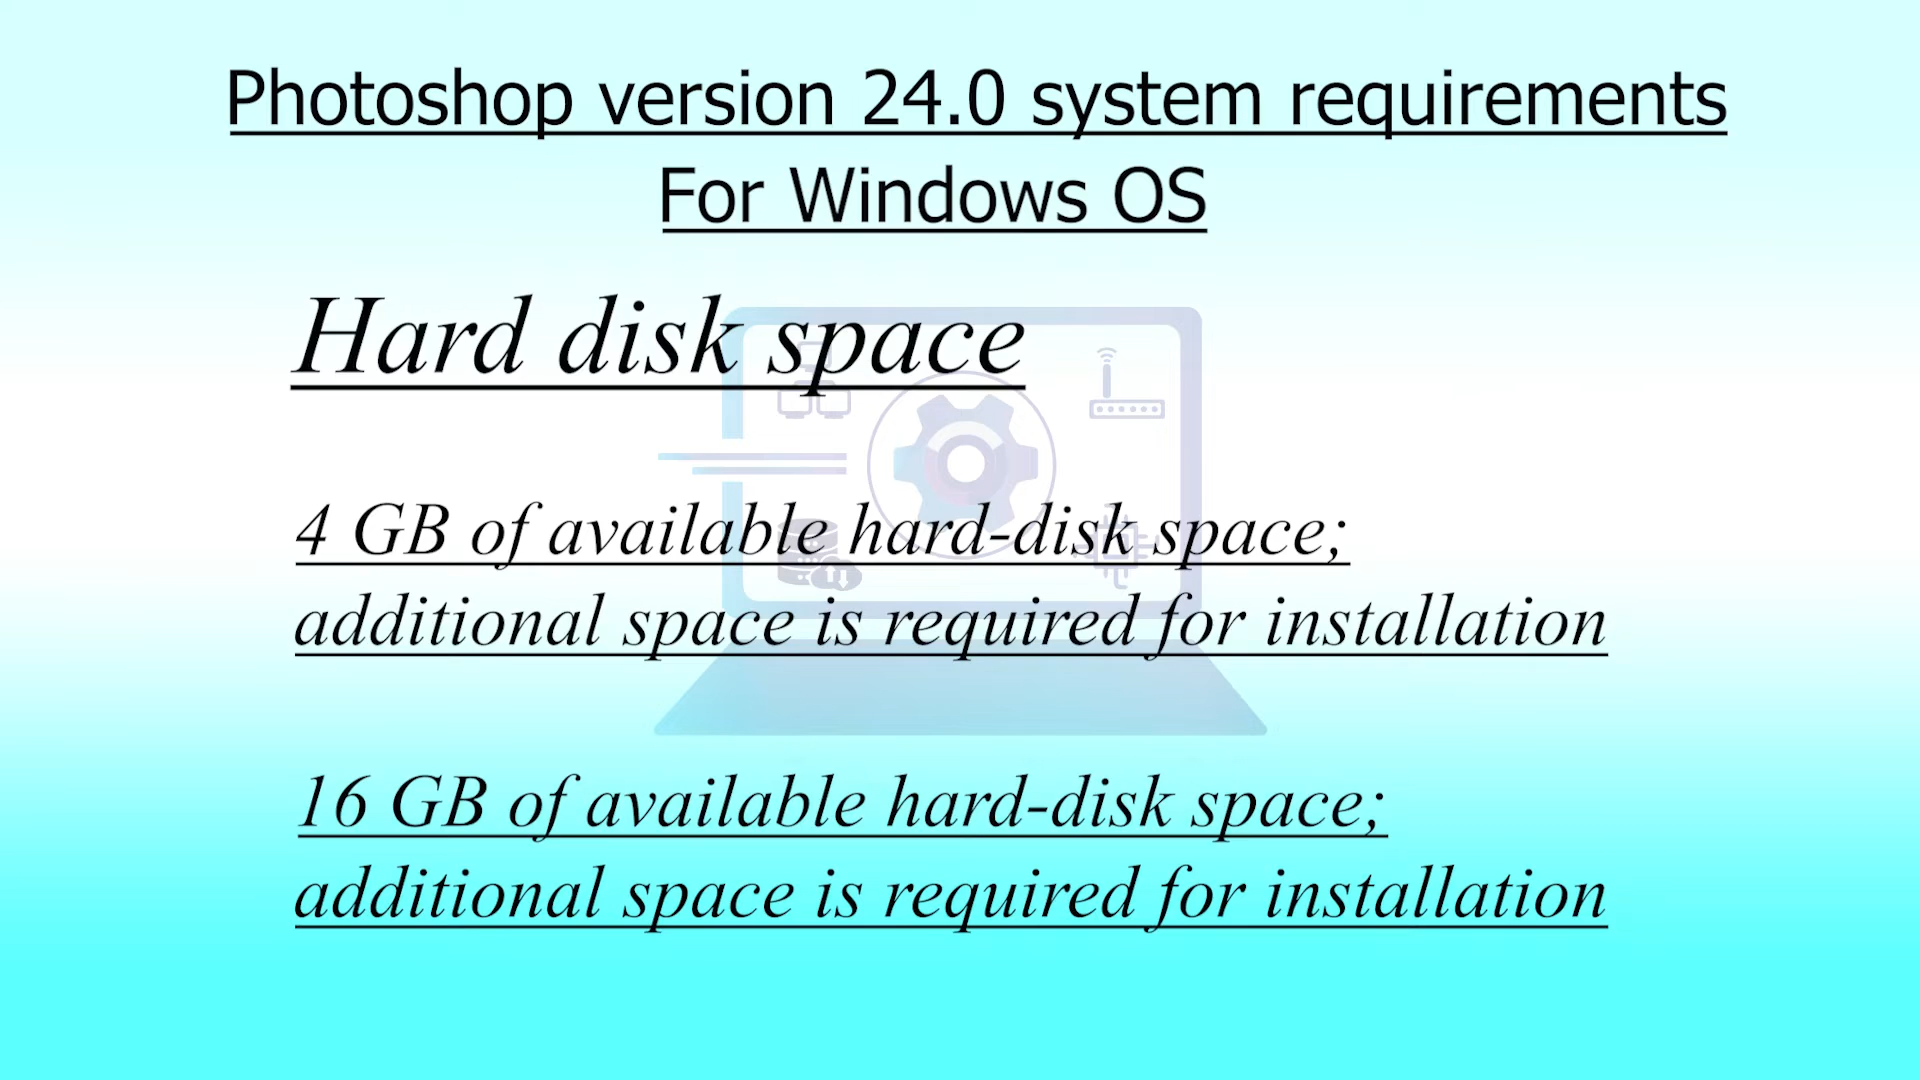 Photoshop version 24.0 system requirements
For Windows OS
Hard disk space
4 GB of available hard-disk space;
additional space is required for installation
16 GB of available hard-disk space;
additional space is required for installation